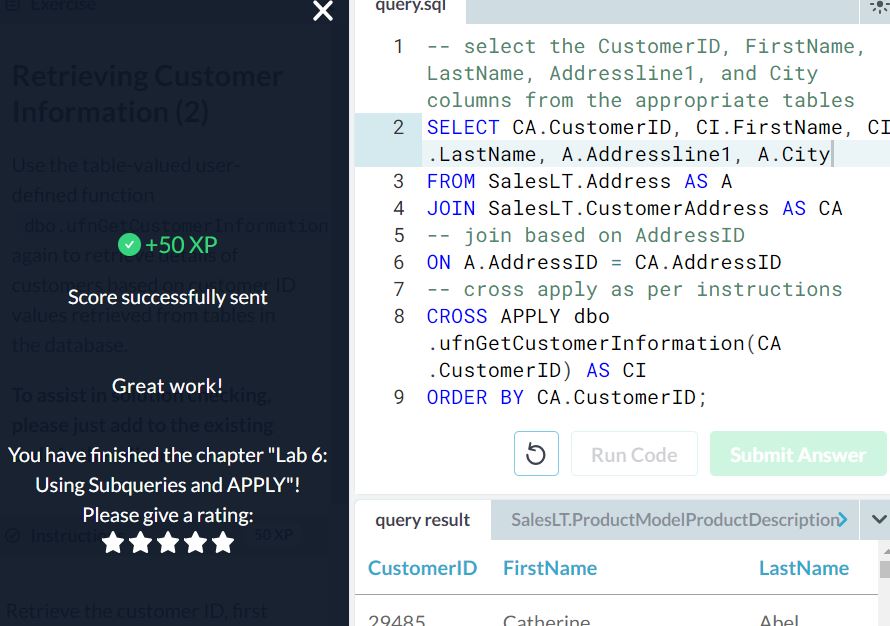 Exercise
Retrieving Customer
Information (2)
Use the table-valued user-
defined function
dbo.ufnGetCustomerInformation
again to retrieve details of
customers based on customer ID
values retrieved from tables in
the database.
To assist in solution checking,
please just add to the existing
50 XP
Retrieve the customer ID, first
+50 XP
Score successfully sent
Great work!
You have finished the chapter "Lab 6:
Using Subqueries and APPLY"!
Please give a rating:
query.sql
1 -- select the CustomerID, FirstName,
LastName, Addressline1, and City
columns from the appropriate tables
2 SELECT CA.CustomerID, CI.FirstName, CI
.LastName, A.Addressline1, A.City
3 FROM SalesLT.Address AS A
4 JOIN SalesLT.CustomerAddress AS CA
5 -- join based on AddressID
6 ON A.AddressID = CA.AddressID
7 -- cross apply as per instructions
8 CROSS APPLY dbo
.ufnGetCustomerInformation(CA
.CustomerID) AS CI
9 ORDER BY CA.CustomerID;
Run Code
Submit Answer
query result
SalesLT.ProductModelProductDescription
CustomerID FirstName LastName
29485 Catherine Abel